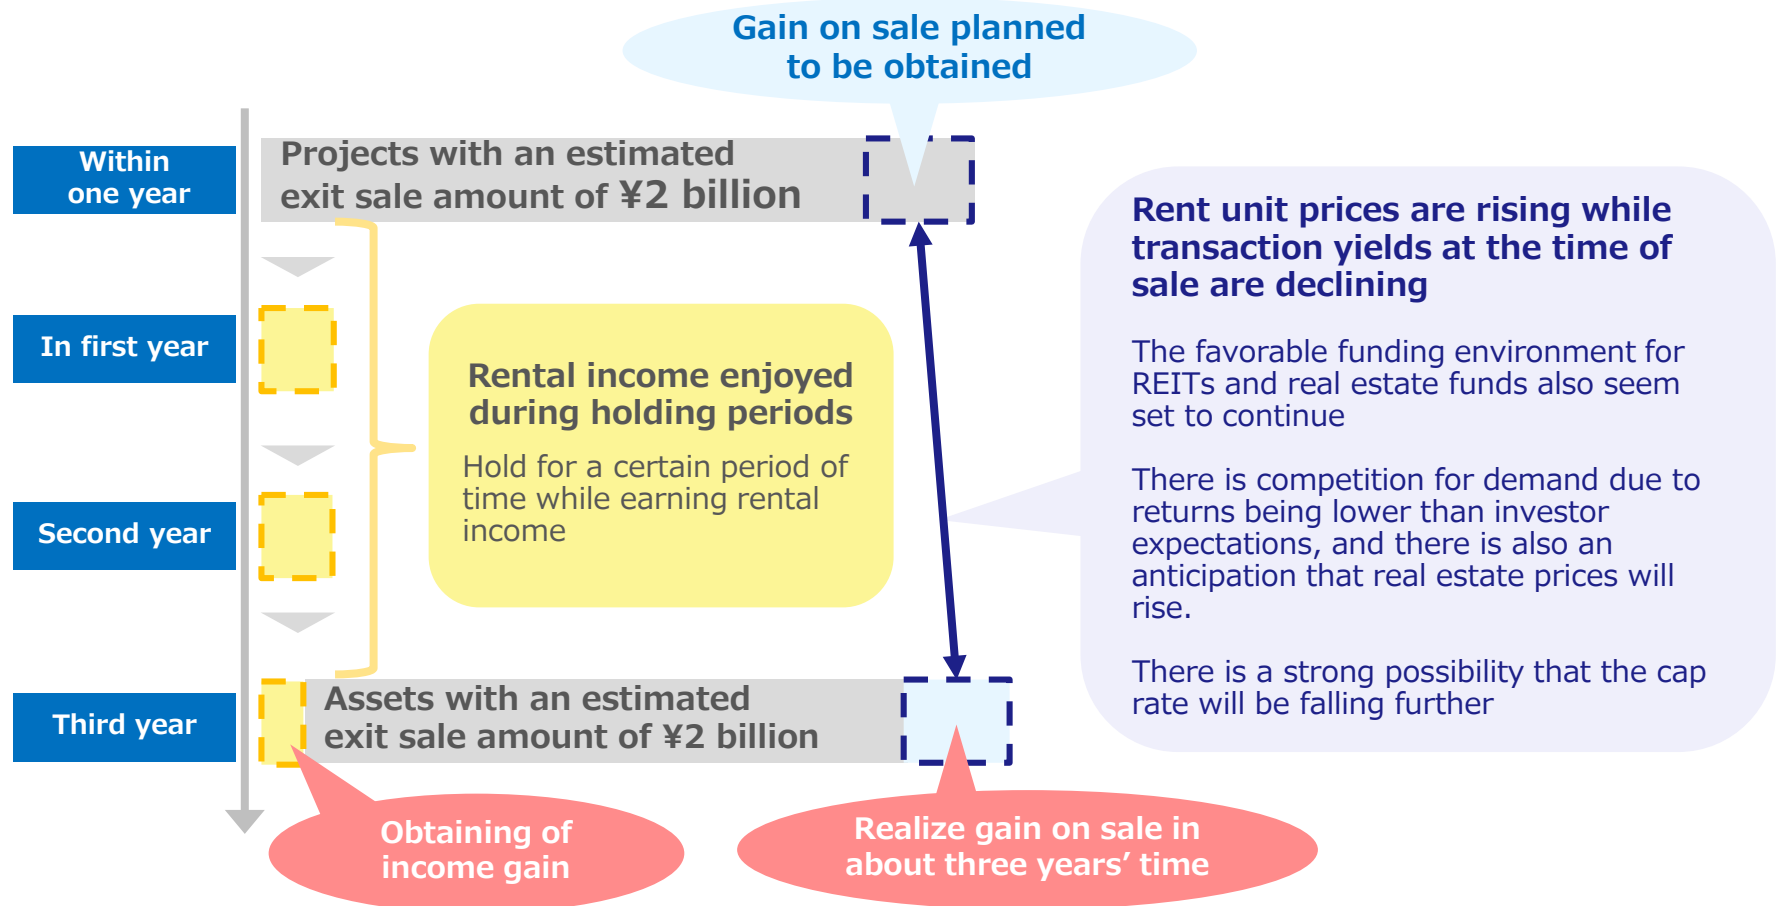 Gain on sale planned
to be obtained
Within
one year
Projects with an estimated
exit sale amount of ¥2 billion
In first year
Second year
Third year
Rental income enjoyed
during holding periods
Hold for a certain period of
time while earning rental
income
Rent unit prices are rising while
transaction yields at the time of
sale are declining
The favorable funding environment for
REITs and real estate funds also seem
set to continue
There is competition for demand due to
returns being lower than investor
expectations, and there is also an
anticipation that real estate prices will
rise.
There is a strong possibility that the cap
rate will be falling further
Assets with an estimated
exit sale amount of ¥2 billion
Obtaining of
income gain
Realize gain on sale in
about three years’ time